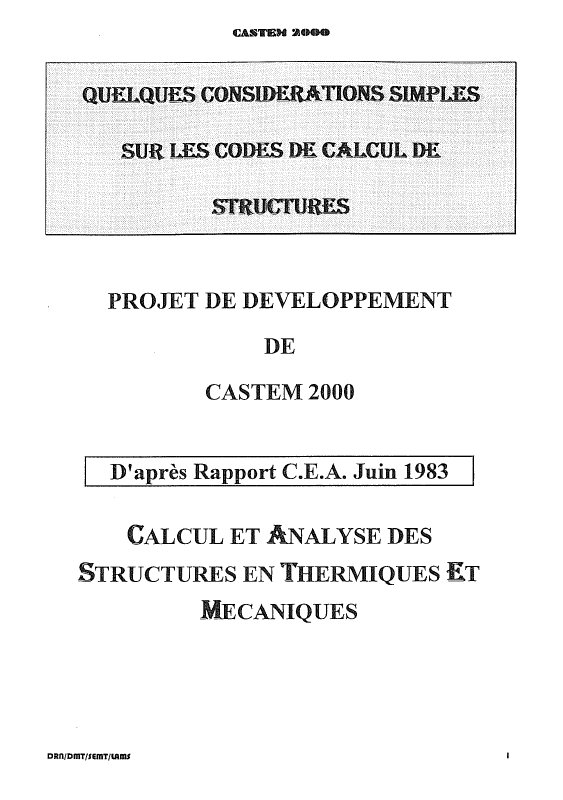 CASTEM 2000
QUELQUES CONSIDERATIONS SIMPLES
SUR LES CODES DE CALCUL DE
STRUCTURES
PROJET DE DEVELOPPEMENT
DE
CASTEM 2000
D'après Rapport C.E.A. Juin 1983
CALCUL ET ANALYSE DES
STRUCTURES EN THERMIQUES ET
MECANIQUES
DRN/DMT/SEMT/LAMS 1